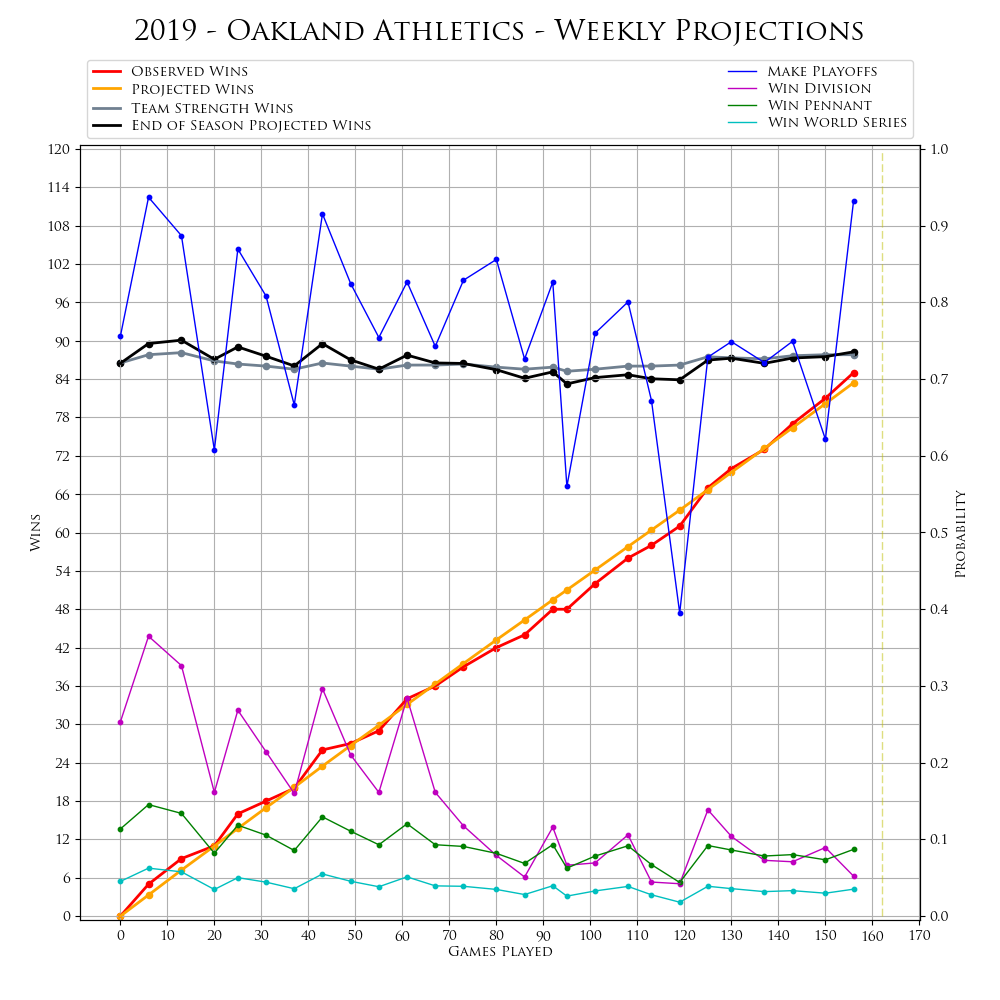 2019 - Oakland Athletics - Weekly Projections
Observed Wins
Projected Wins
Team Strength Wins
End of Season Projected Wins
Make Playoffs
Win Division
Win Pennant
Win World Series
120
114
108
102
96
90
84
78
72
66
60
54
48
42
36
30
24
18
12
6
0
Wins
1.0
0.9
0.8
0.7
0.6
0.5
0.4
0.3
0.2
0.1
0.0
Probability
0 10 20 30 40 50 60 70 80 90 100 110 120 130 140 150 160 170
Games Played